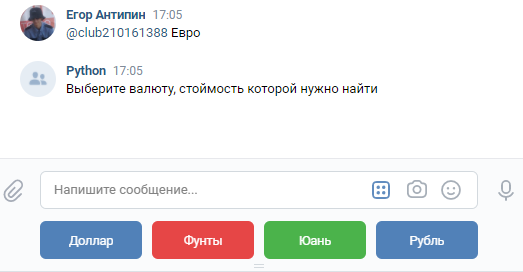 Егор Антипин 17:05
@club210161388 Евро
Python 17:05
Выберите валюту, стоймость которой нужно найти
Напишите сообщение...
Доллар Фунты Юань Рубль